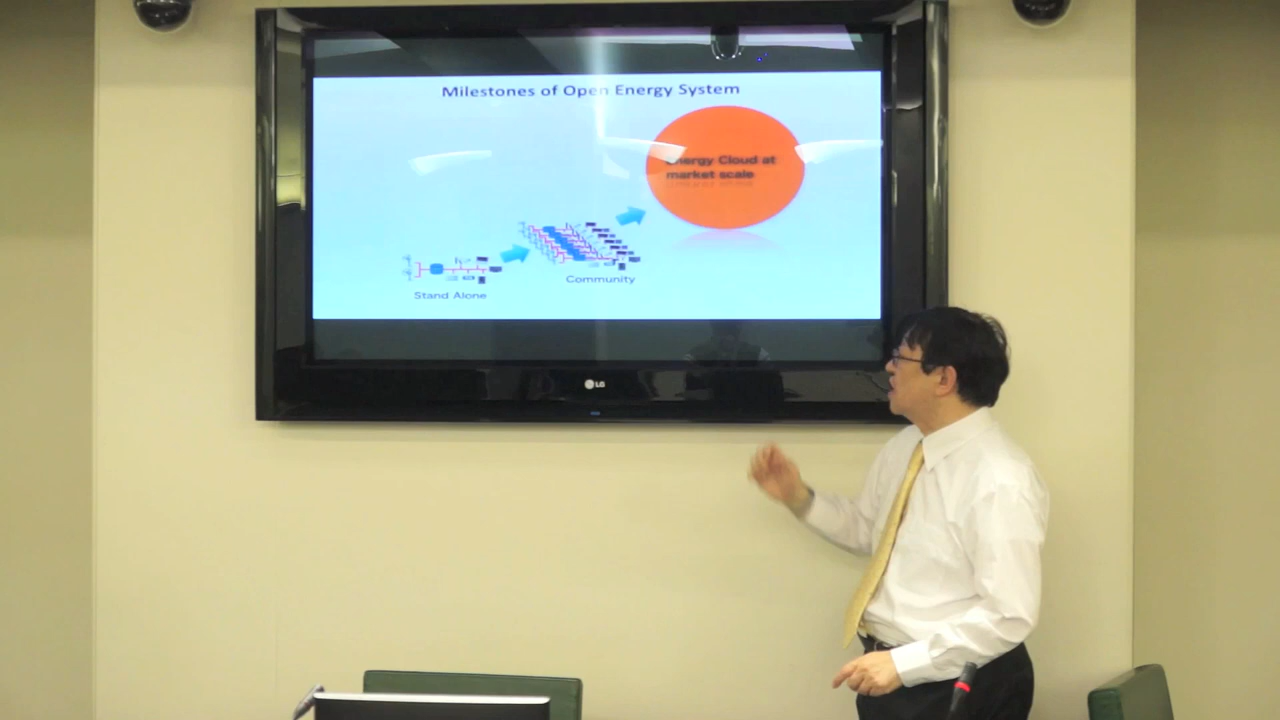 Milestones of Open Energy System
Energy Cloud at
market scale
Community
Stand Alone
LG